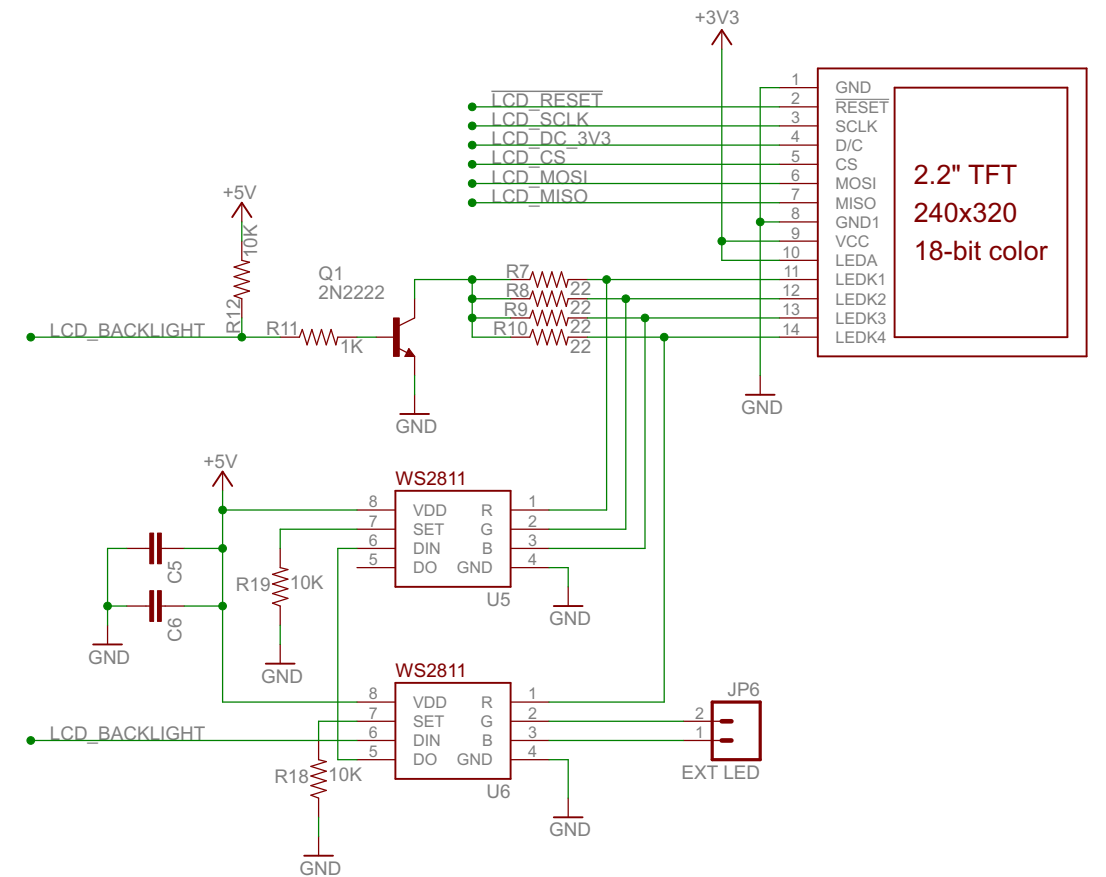 +3V3
1 GND
LCD_RESET 2 RESET
LCD_SCLK 3 SCLK
LCD_DC_3V3 4 D/C
LCD_CS 5 CS
LCD_MOSI 6 MOSI
LCD_MISO 7 MISO
8 GND1
9 VCC
10 LEDA
11 LEDK1
12 LEDK2
13 LEDK3
14 LEDK4
2.2" TFT
240x320
18-bit color
GND
+5V
10K
R12
LCD_BACKLIGHT
R11
1K
Q1
2N2222
GND
R7
22
R8
22
R9
22
R10
22
+5V
C5
C6
GND
WS2811
8 VDD R 1
7 SET G 2
6 DIN B 3
5 DO GND 4
U5
GND
R19 10K
GND
WS2811
8 VDD R 1
7 SET G 2
LCD_BACKLIGHT 6 DIN B 3
5 DO GND 4
U6
GND
R18 10K
GND
JP6
2
1
EXT LED